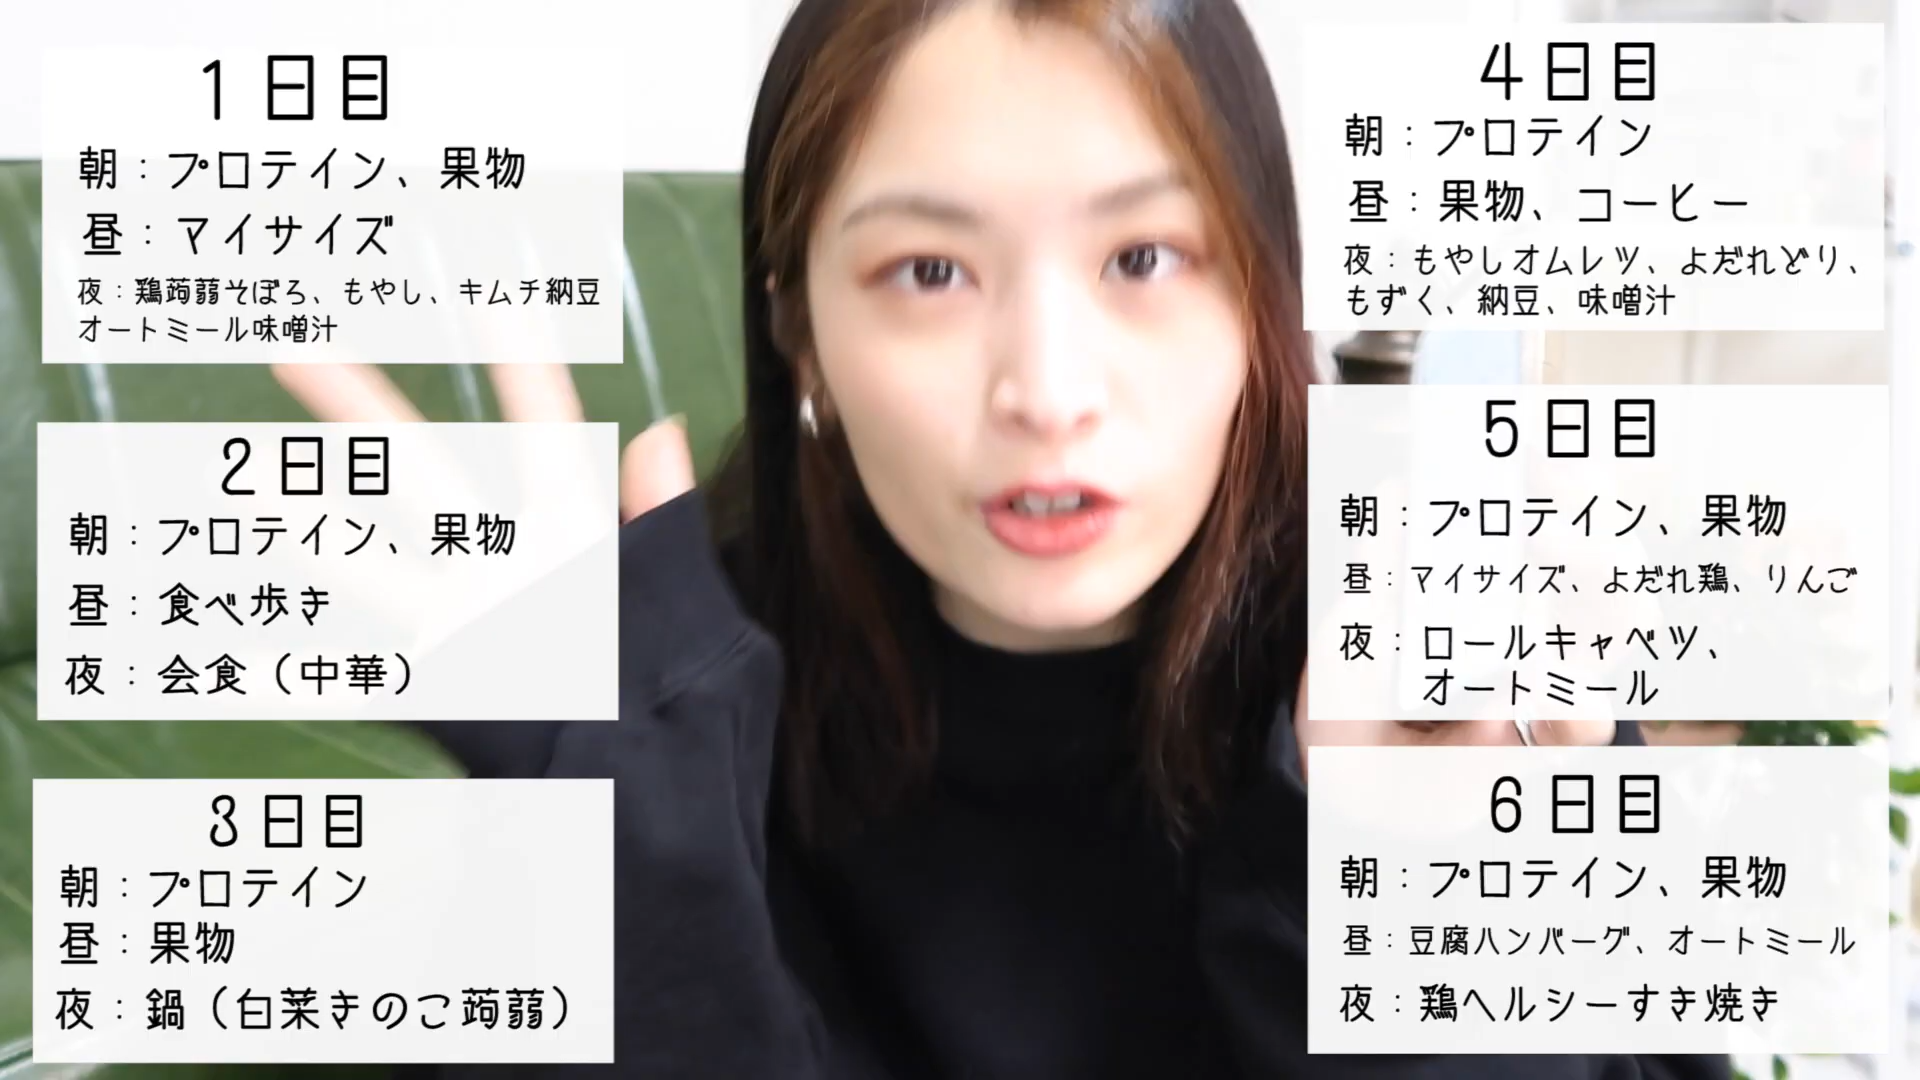 1日目
朝：プロテイン、果物
昼：マイサイズ
夜：鶏蒟蒻そぼろ、もやし、キムチ納豆
オートミール味噌汁
2日目
朝：プロテイン、果物
昼：食べ歩き
夜：会食（中華）
3日目
朝：プロテイン
昼：果物
夜：鍋（白菜きのこ蒟蒻）
4日目
朝：プロテイン
昼：果物、コーヒー
夜：もやしオムレツ、よだれどり、
もずく、納豆、味噌汁
5日目
朝：プロテイン、果物
昼：マイサイズ、よだれ鶏、りんご
夜：ロールキャベツ、
オートミール
6日目
朝：プロテイン、果物
昼：豆腐ハンバーグ、オートミール
夜：鶏ヘルシーすき焼き